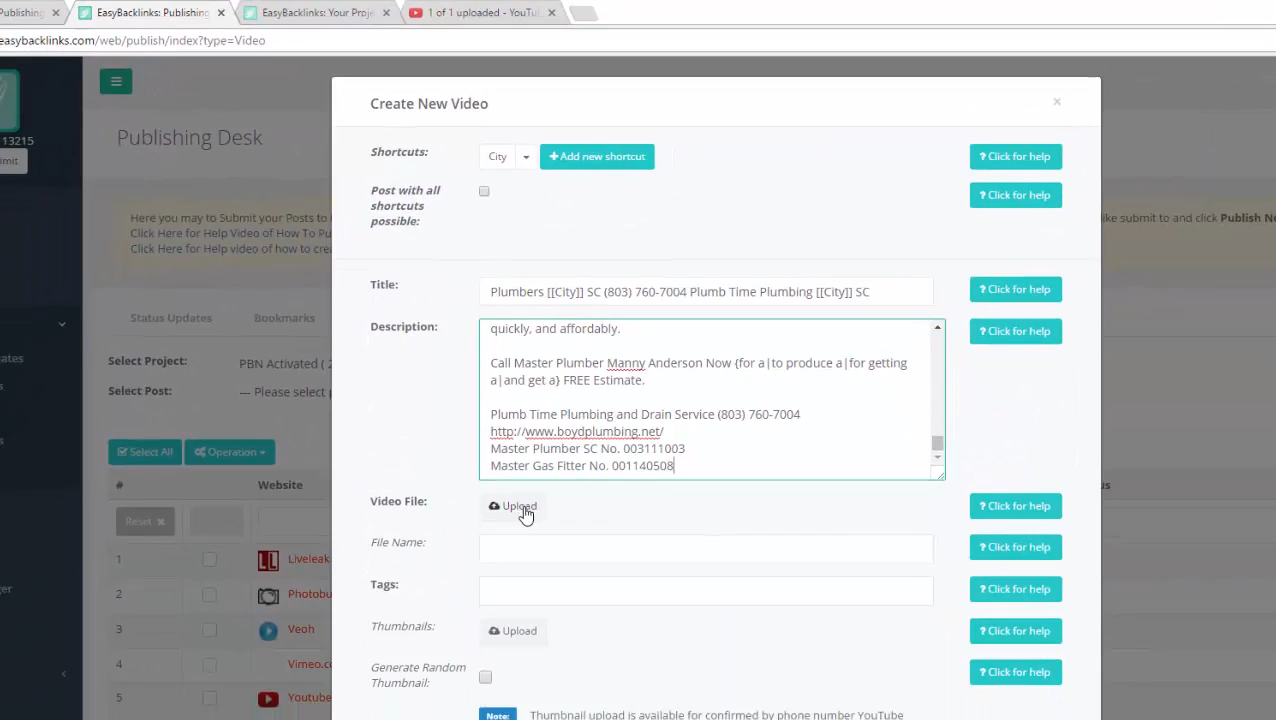 Publishing
EasyBacklinks: Publishing
EasyBacklinks: Your Proje
1 of 1 uploaded - YouTu
easybacklinks.com/web/publish/index?type=Video
13215
mit
Publishing Desk
Here you may to Submit your Posts to
like submit to and click Publish N
Click Here for Help Video of How To Pu
Click Here for Help video of how to cre
Status Updates
Bookmarks
Select Project:
PBN Activated ( 2
Select Post:
--- Please select p
Select All
Operation
#
Website
us
Reset
1
Liveleak
2
Photobu
3
Veoh
4
Vimeo.co
5
Youtube
Create New Video
×
Shortcuts:
City
Add new shortcut
? Click for help
Post with all
shortcuts
possible:
? Click for help
Title:
Plumbers [[City]] SC (803) 760-7004 Plumb Time Plumbing [[City]] SC
? Click for help
Description:
quickly, and affordably.
Call Master Plumber Manny Anderson Now {for a|to produce a|for getting
a|and get a} FREE Estimate.
Plumb Time Plumbing and Drain Service (803) 760-7004
http://www.boydplumbing.net/
Master Plumber SC No. 003111003
Master Gas Fitter No. 001140508
? Click for help
Video File:
Upload
? Click for help
File Name:
? Click for help
Tags:
? Click for help
Thumbnails:
Upload
? Click for help
Generate Random
Thumbnail:
? Click for help
Note:
Thumbnail upload is available for confirmed by phone number YouTube